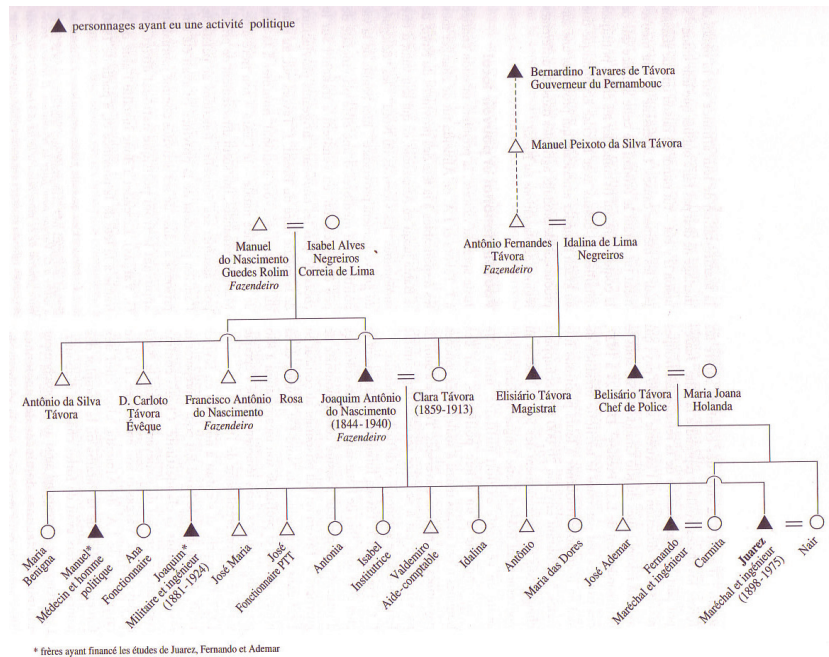 personnages ayant eu une activité politique
Bernardino Tavares de Távora
Gouverneur du Pernambouc
Manuel Peixoto da Silva Távora
Manuel
do Nascimento
Guedes Rolim
Fazendeiro
Isabel Alves
Negreiros
Correia de Lima
Antônio Fernandes
Távora
Fazendeiro
Idalina de Lima
Negreiros
Antônio da Silva
Távora
D. Carloto
Távora
Évêque
Francisco Antônio
do Nascimento
Fazendeiro
Rosa
Joaquim Antônio
do Nascimento
(1844-1940)
Fazendeiro
Clara Távora
(1859-1913)
Elisiário Távora
Magistrat
Belisário Távora
Chef de Police
Maria Joana
Holanda
Maria
Benigna
Manuel*
Médecin et homme
politique
Ana
Fonctionnaire
Joaquim*
Militaire et ingénieur
(1881-1924)
José Maria
José
Fonctionnaire PTT
Antonia
Isabel
Institutrice
Valdemiro
Aide-comptable
Idalina
Antônio
Maria das Dores
José Ademar
Fernando
Maréchal et ingénieur
Carmita
Juarez
Maréchal et ingénieur
(1898-1975)
Nair
* frères ayant financé les études de Juarez, Fernando et Ademar